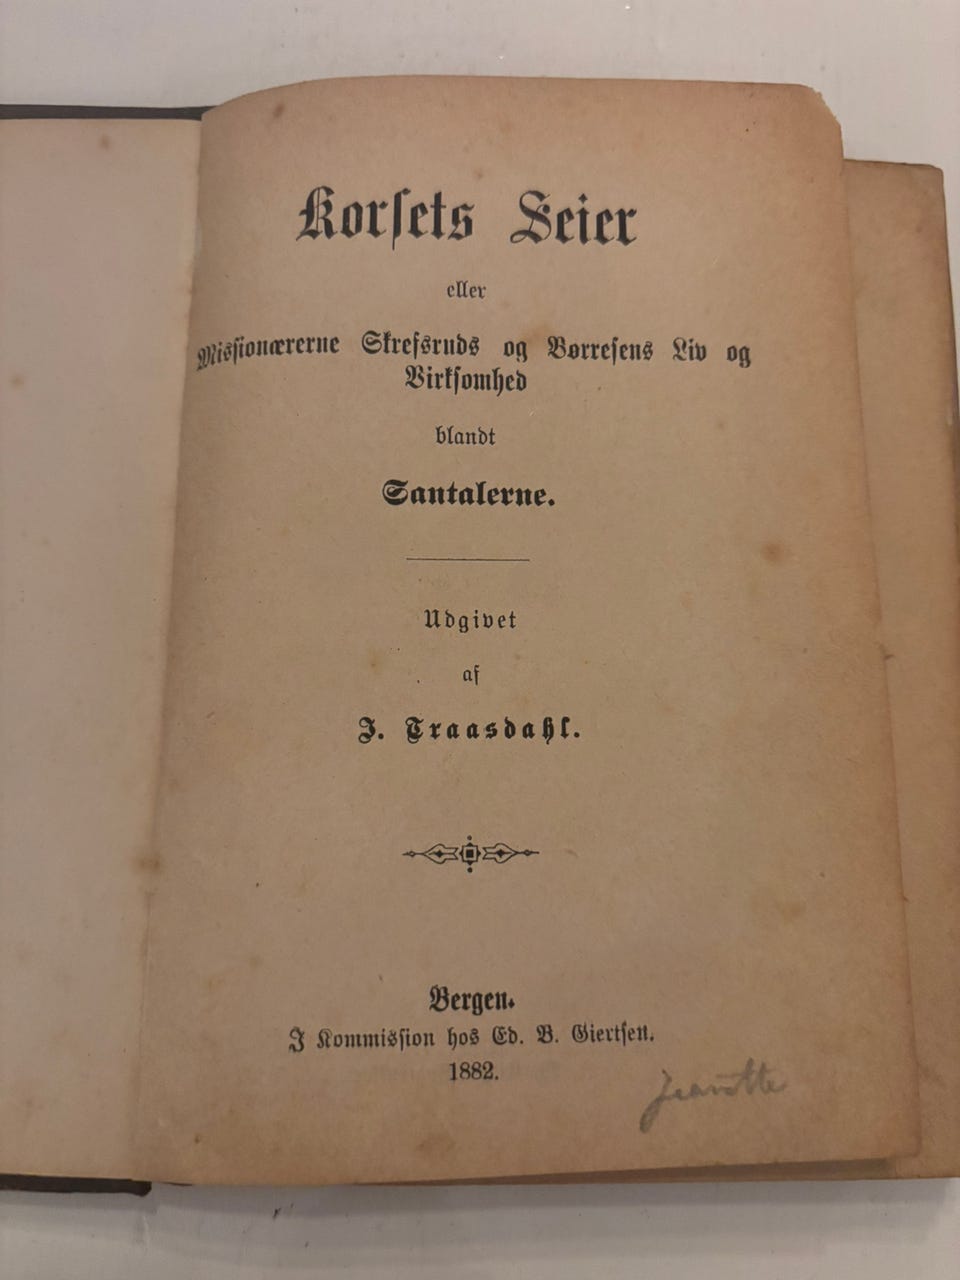 Korsets Seier
eller
Missionærerne Skrefsruds og Børresens Liv og
Virksomhed
blandt
Santalerne.
Udgivet
af
J. Traasdahl.
Bergen.
I Kommission hos Ed. B. Giertsen.
1882.